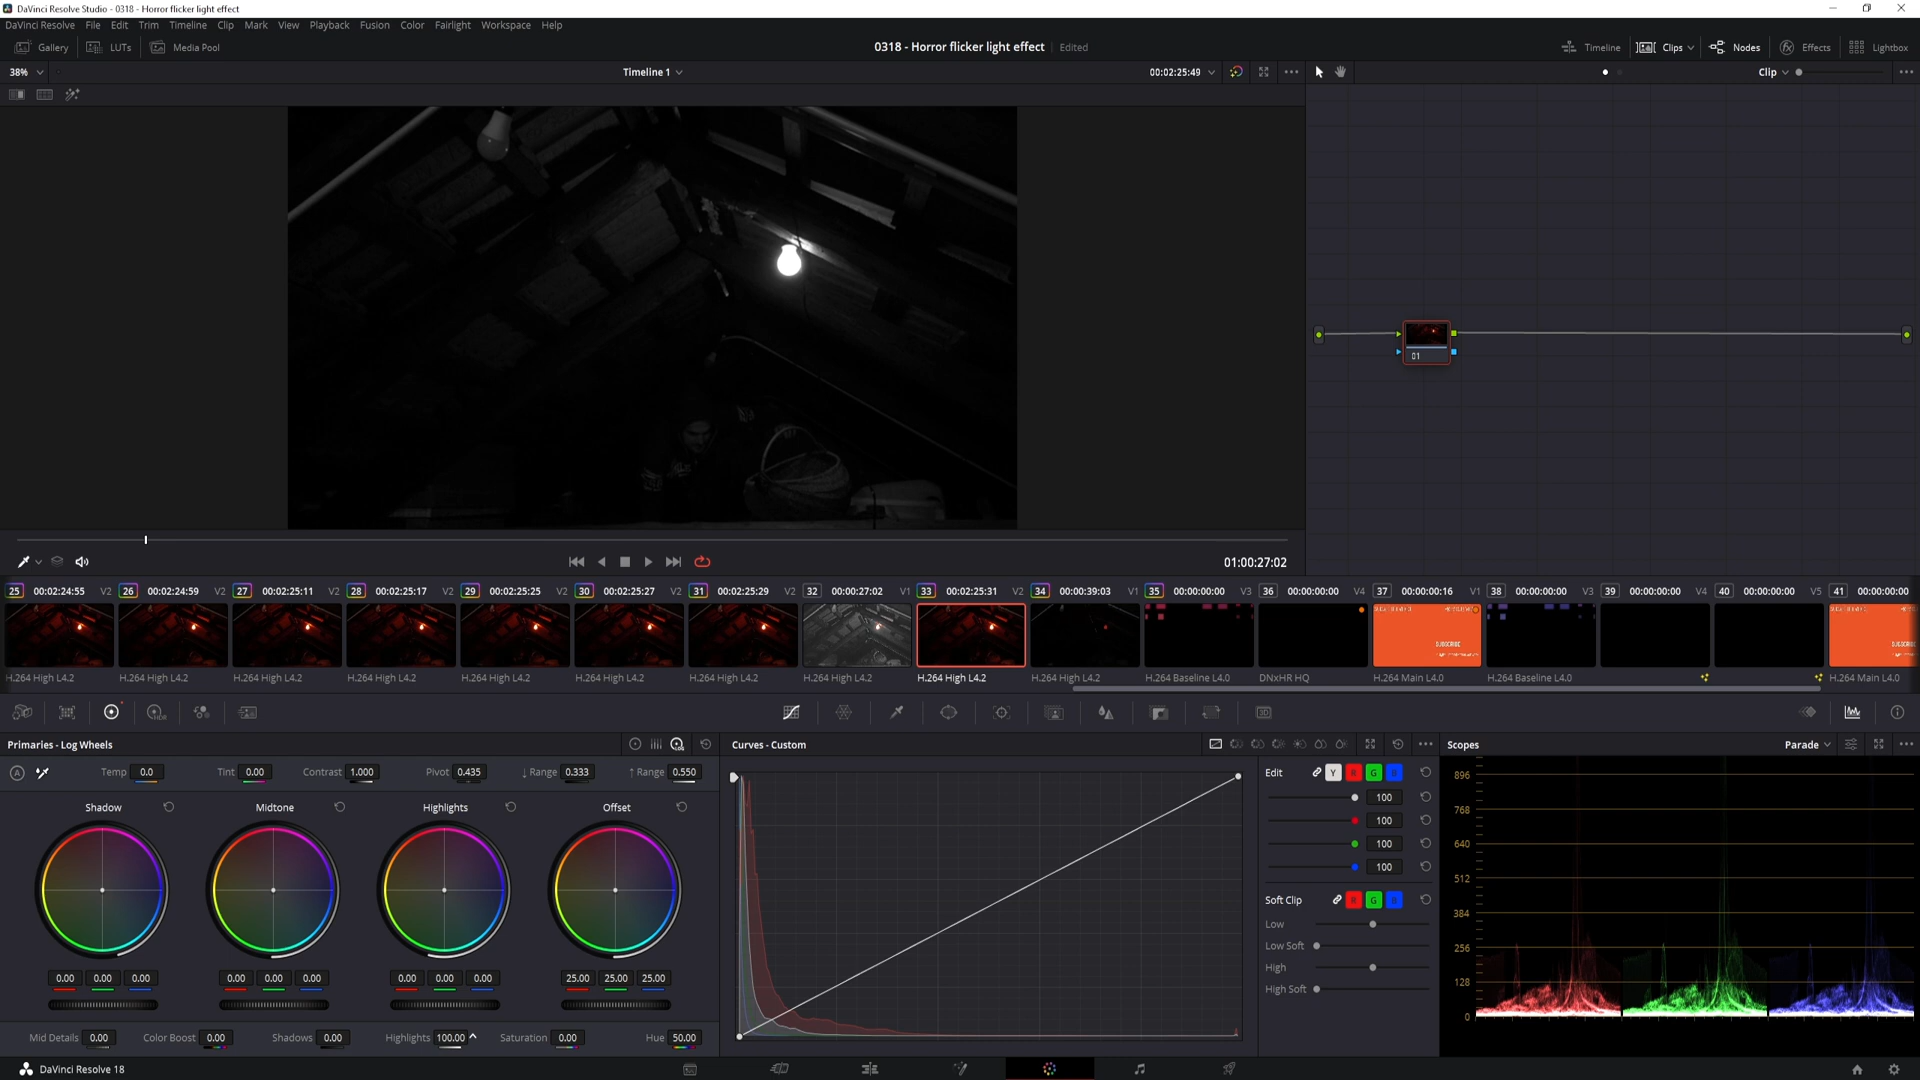 DaVinci Resolve Studio - 0318 - Horror flicker light effect
DaVinci Resolve File Edit Trim Timeline Clip Mark View Playback Fusion Color Fairlight Workspace Help
Gallery LUTs Media Pool 0318 - Horror flicker light effect Edited Timeline Clips Nodes Effects Lightbox
38% Timeline 1 00:02:25:49 Clip
01
01:00:27:02
25 00:02:24:55 V2 26 00:02:24:59 V2 27 00:02:25:11 V2 28 00:02:25:17 V2 29 00:02:25:25 V2 30 00:02:25:27 V2 31 00:02:25:29 V2 32 00:00:27:02 V1 33 00:02:25:31 V2 34 00:00:39:03 V1 35 00:00:00:00 V3 36 00:00:00:00 V4 37 00:00:00:16 V1 38 00:00:00:00 V3 39 00:00:00:00 V4 40 00:00:00:00 V5 41 00:00:00:00
H.264 High L4.2 H.264 High L4.2 H.264 High L4.2 H.264 High L4.2 H.264 High L4.2 H.264 High L4.2 H.264 High L4.2 H.264 High L4.2 H.264 High L4.2 H.264 High L4.2 H.264 Baseline L4.0 DNxHR HQ H.264 Main L4.0 H.264 Baseline L4.0 H.264 Main L4.0
HDR
3D
Primaries - Log Wheels LOG Curves - Custom Scopes Parade
A Temp 0.0 Tint 0.00 Contrast 1.000 Pivot 0.435 ↓ Range 0.333 ↑ Range 0.550
Shadow Midtone Highlights Offset
0.00 0.00 0.00 0.00 0.00 0.00 0.00 0.00 0.00 25.00 25.00 25.00
Mid Details 0.00 Color Boost 0.00 Shadows 0.00 Highlights 100.00 Saturation 0.00 Hue 50.00
Edit Y R G B
100
100
100
100
Soft Clip R G B
Low
Low Soft
High
High Soft
896
768
640
512
384
256
128
0
DaVinci Resolve 18